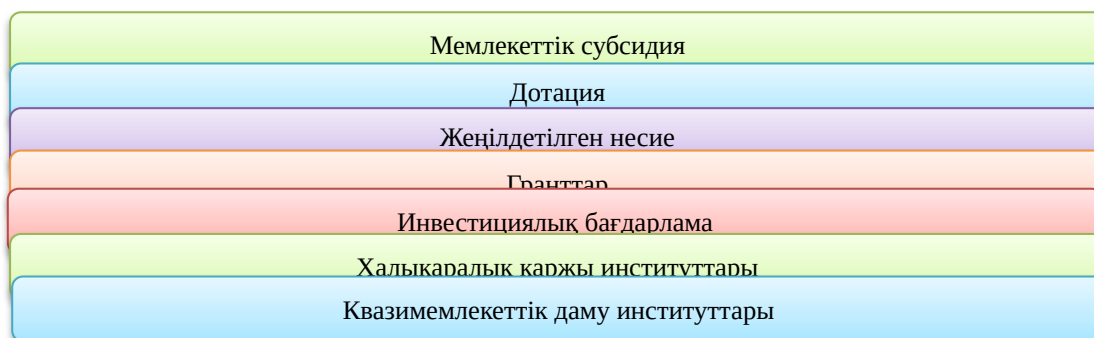 Мемлекеттік субсидия
Дотация
Жеңілдетілген несие
Гранттар
Инвестициялық бағдарлама
Халықаралық қаржы институттары
Квазимемлекеттік даму институттары